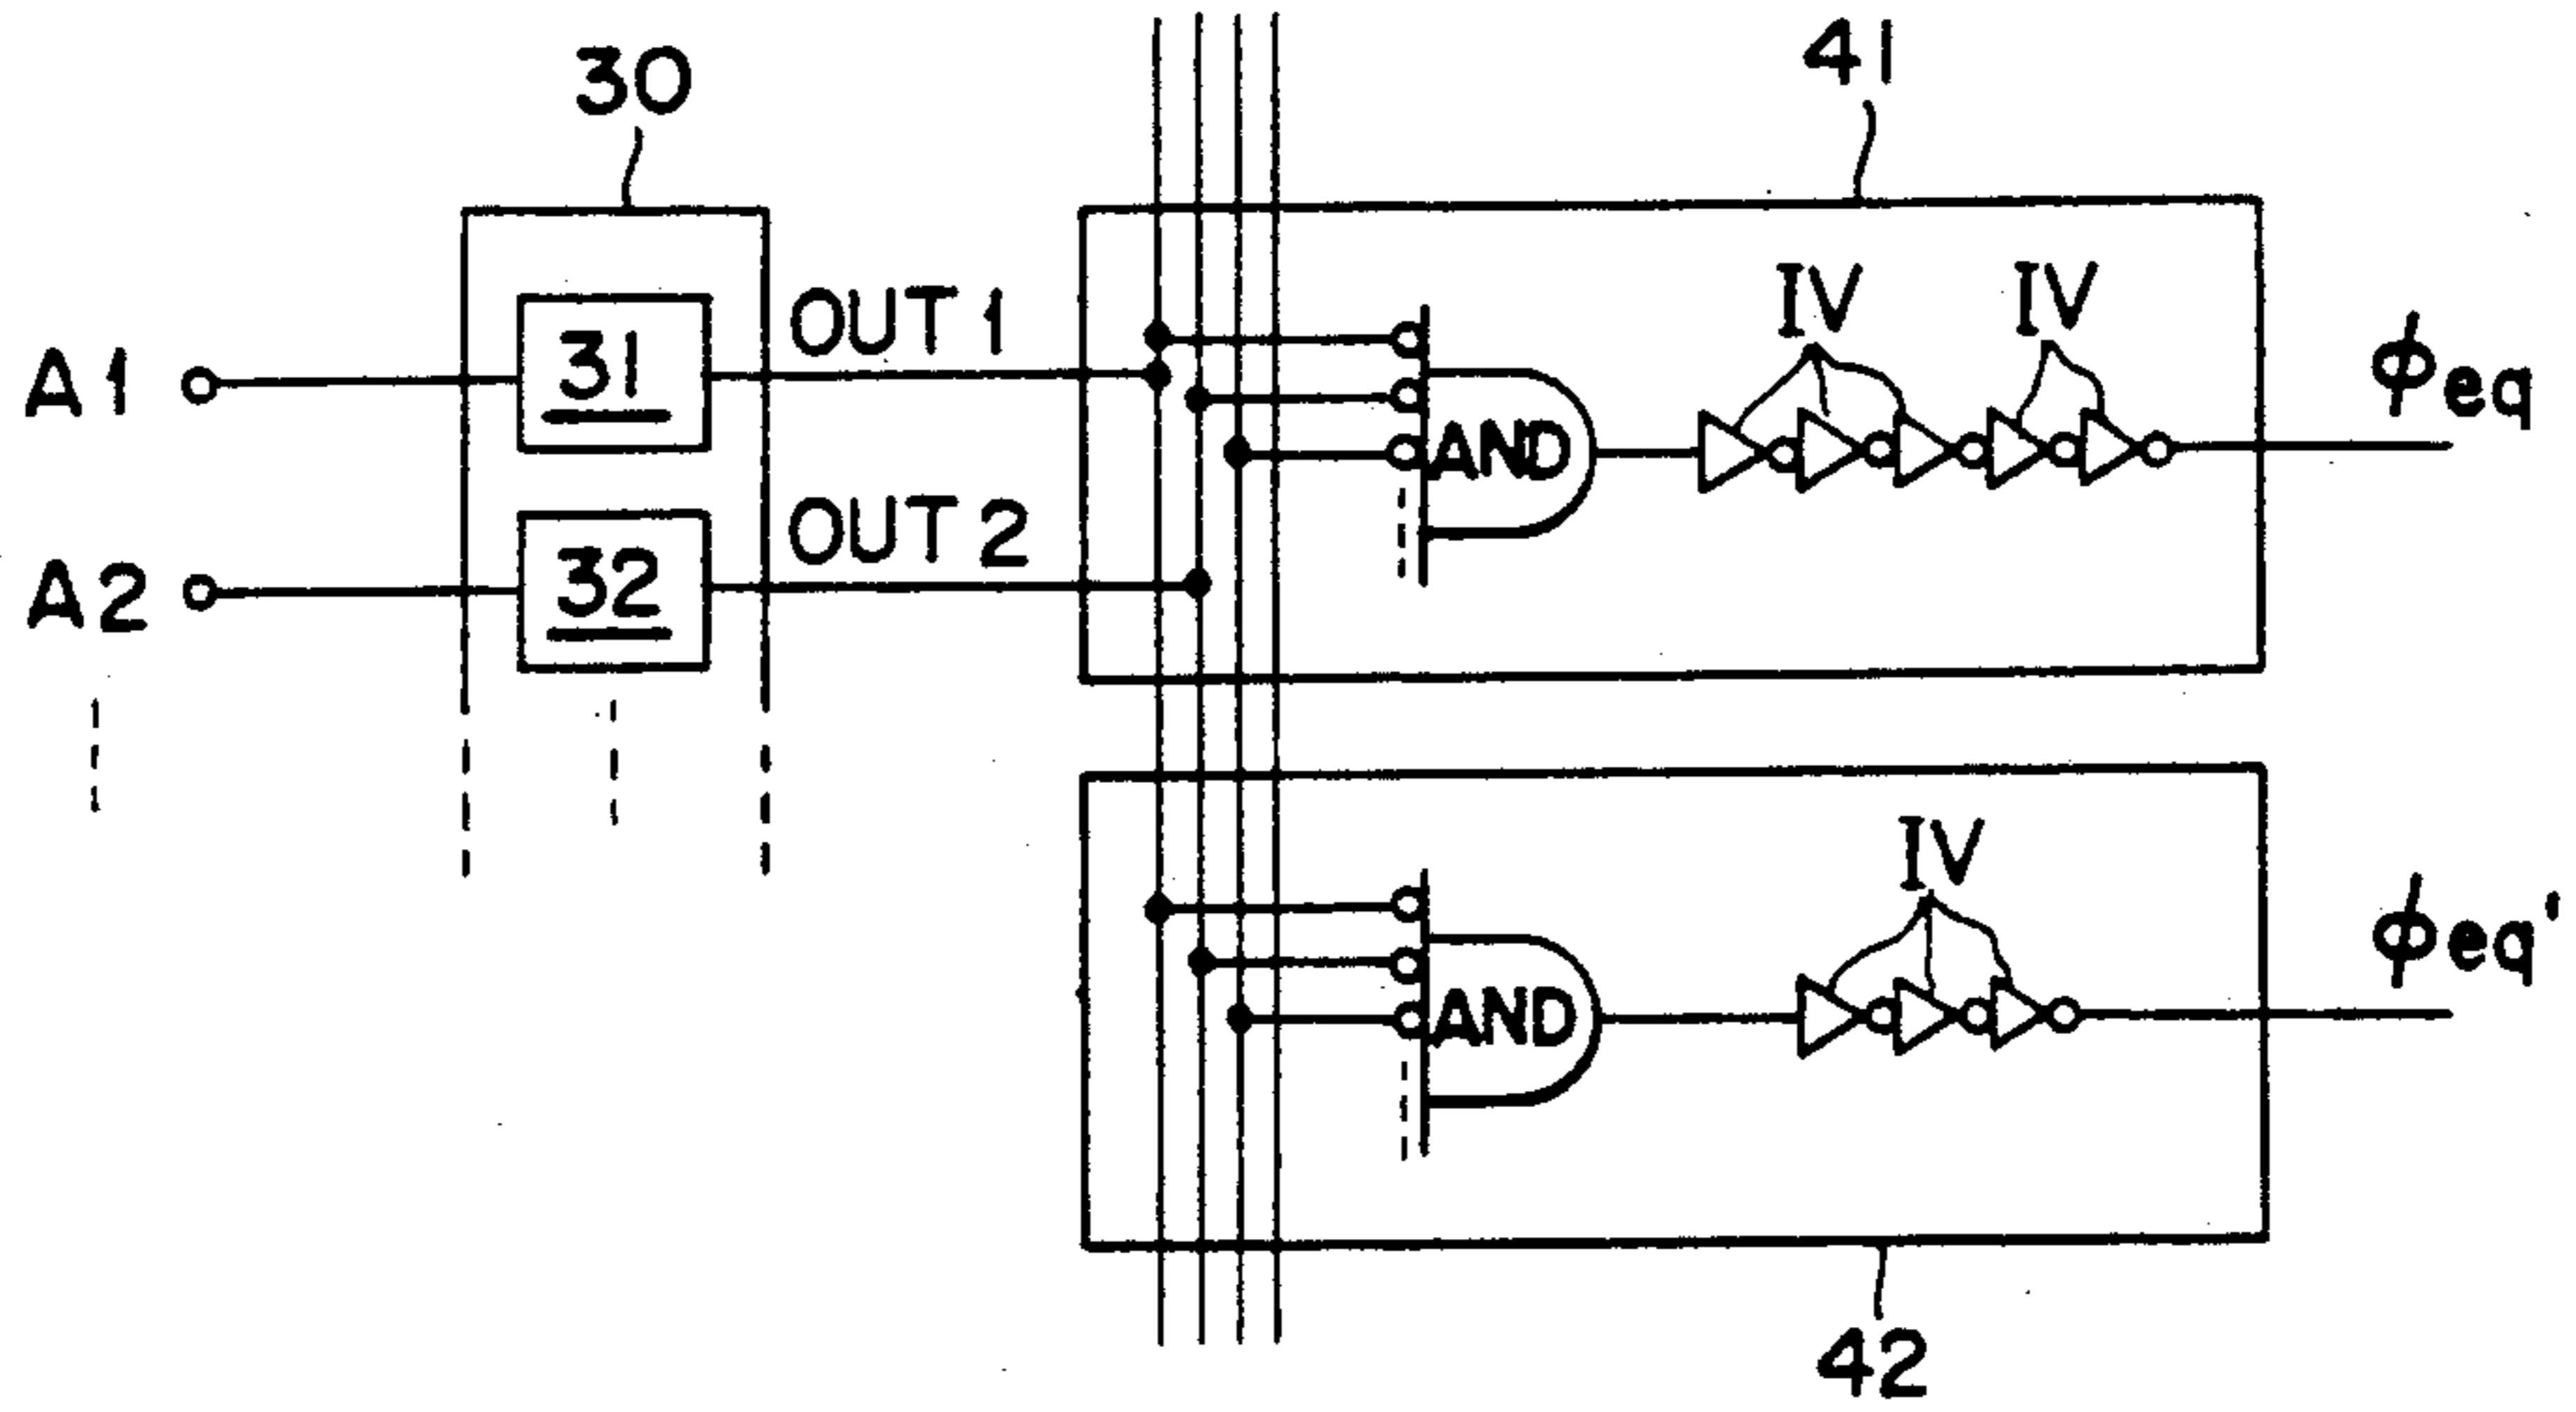 30
41
IV IV
OUT 1
A1
31
AND
ϕeq
OUT 2
A2
32
IV
AND
ϕeq'
42